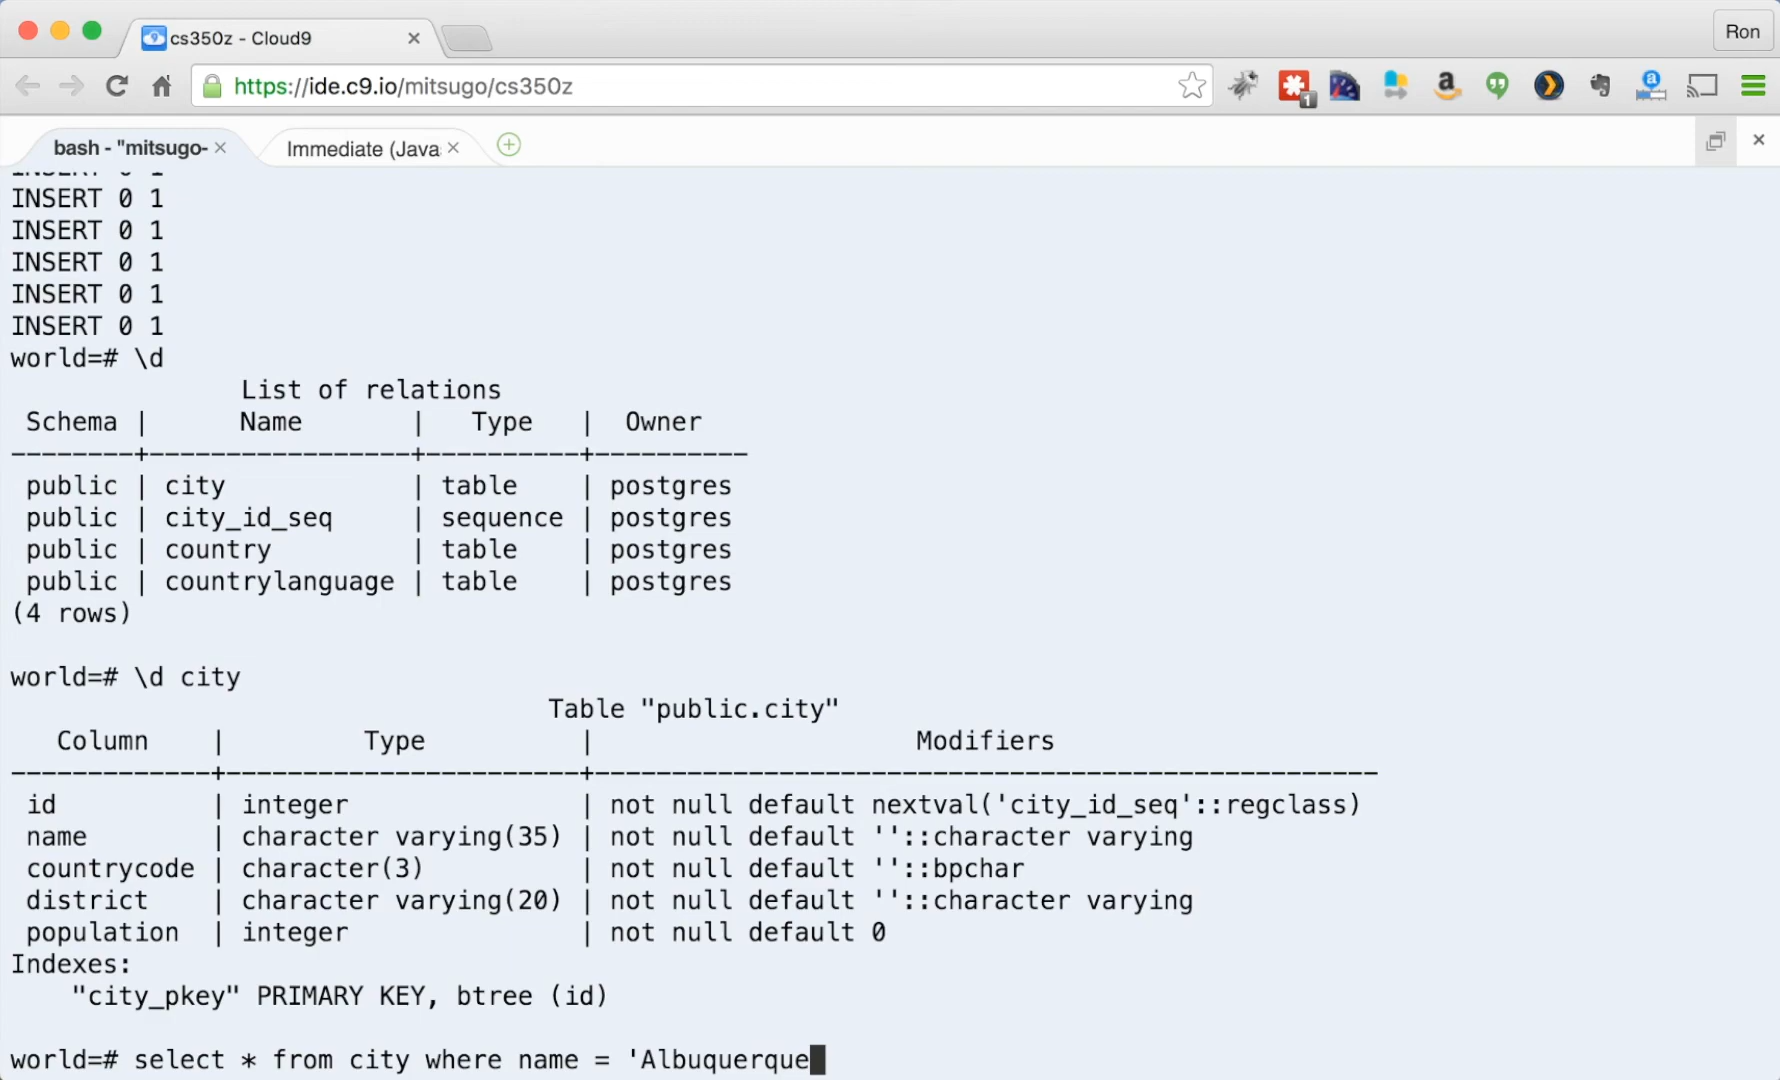 cs350z - Cloud9
Ron
https://ide.c9.io/mitsugo/cs350z
1
bash - "mitsugo-
Immediate (Java
INSERT 0 1
INSERT 0 1
INSERT 0 1
INSERT 0 1
INSERT 0 1
INSERT 0 1
world=# \d
List of relations
Schema | Name | Type | Owner
--------+-----------------+----------+----------
public | city | table | postgres
public | city_id_seq | sequence | postgres
public | country | table | postgres
public | countrylanguage | table | postgres
(4 rows)
world=# \d city
Table "public.city"
Column | Type | Modifiers
-------------+-----------------------+---------------------------------------------------
id | integer | not null default nextval('city_id_seq'::regclass)
name | character varying(35) | not null default ''::character varying
countrycode | character(3) | not null default ''::bpchar
district | character varying(20) | not null default ''::character varying
population | integer | not null default 0
Indexes:
"city_pkey" PRIMARY KEY, btree (id)
world=# select * from city where name = 'Albuquerque